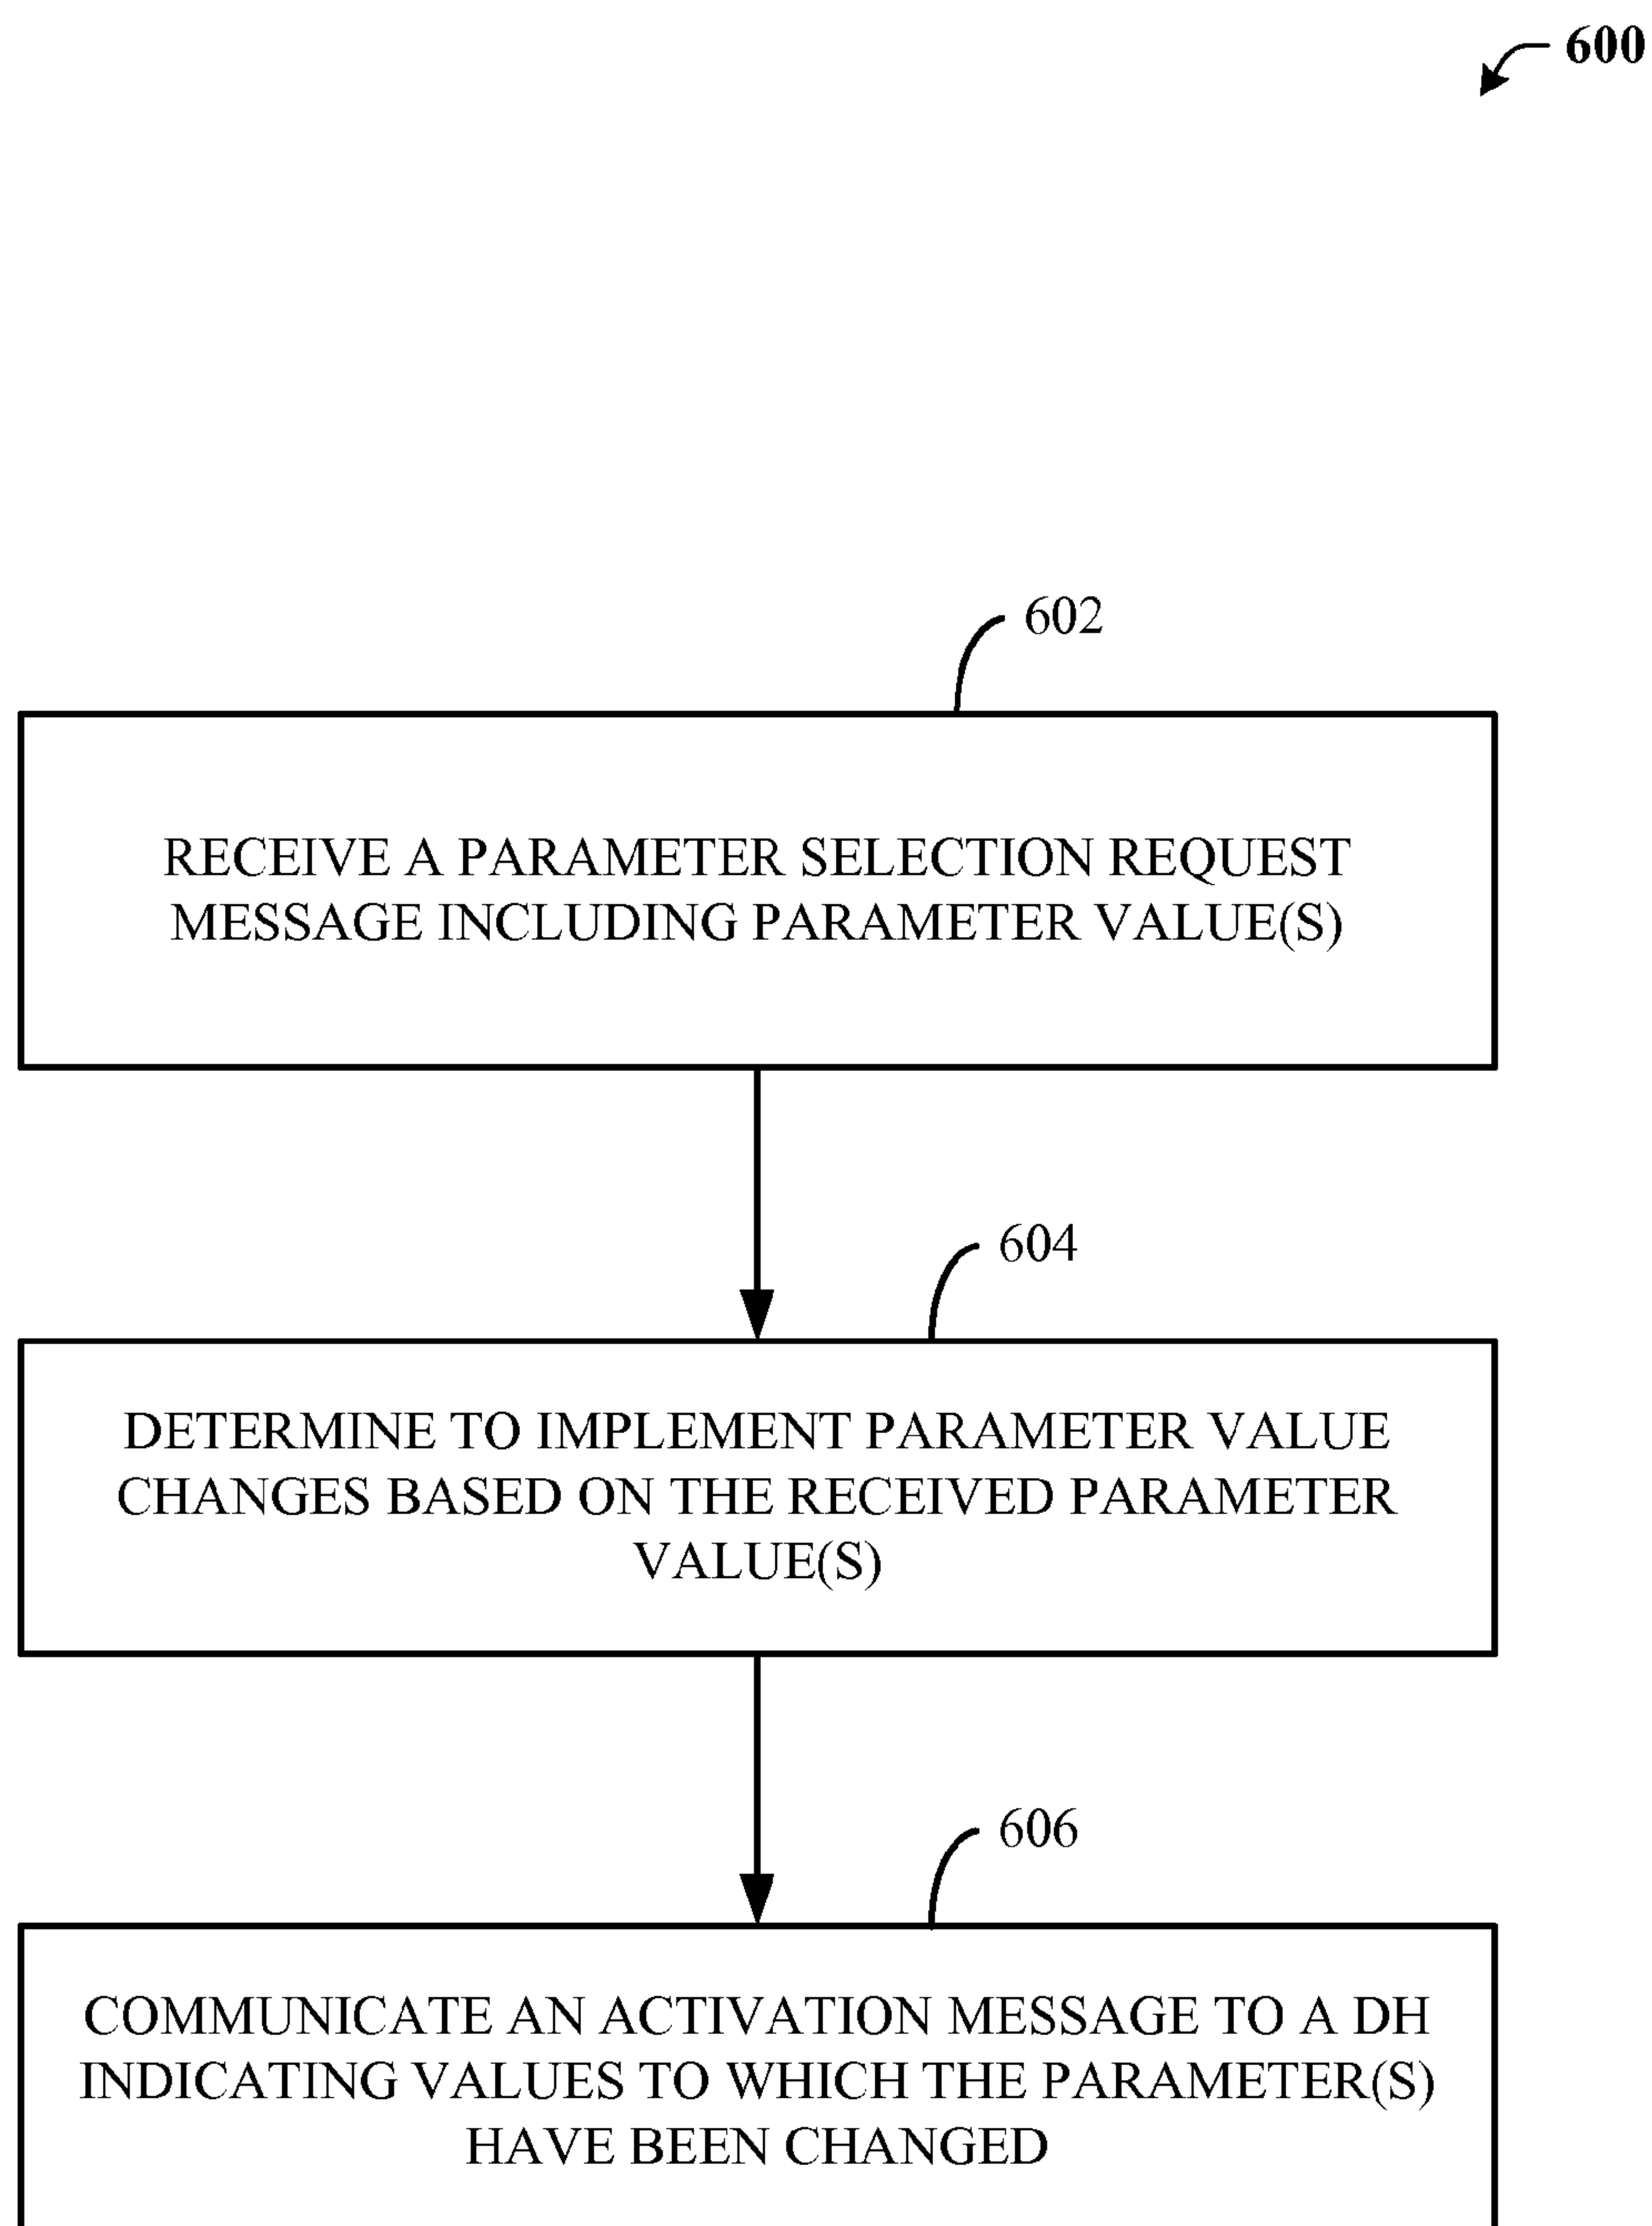 600
602
RECEIVE A PARAMETER SELECTION REQUEST
MESSAGE INCLUDING PARAMETER VALUE(S)
604
DETERMINE TO IMPLEMENT PARAMETER VALUE
CHANGES BASED ON THE RECEIVED PARAMETER
VALUE(S)
606
COMMUNICATE AN ACTIVATION MESSAGE TO A DH
INDICATING VALUES TO WHICH THE PARAMETER(S)
HAVE BEEN CHANGED